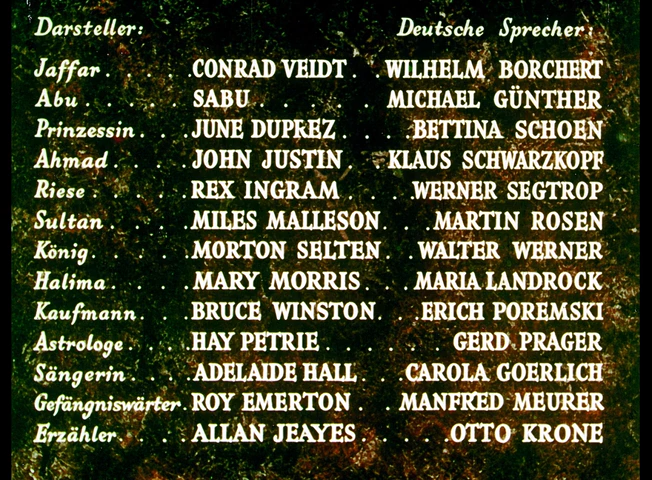 Darsteller: Deutsche Sprecher:
Jaffar . . . . . CONRAD VEIDT . . WILHELM BORCHERT
Abu . . . . . . SABU . . . . . . MICHAEL GÜNTHER
Prinzessin . . . JUNE DUPREZ . . . . BETTINA SCHOEN
Ahmad . . . . JOHN JUSTIN . . KLAUS SCHWARZKOPF
Riese . . . . . REX INGRAM . . . . WERNER SEGTROP
Sultan . . . . MILES MALLESON . . MARTIN ROSEN
König . . . . . MORTON SELTEN . . WALTER WERNER
Halima . . . . MARY MORRIS . . . MARIA LANDROCK
Kaufmann . . . BRUCE WINSTON . . ERICH POREMSKI
Astrologe . . . HAY PETRIE . . . . . . GERD PRAGER
Sängerin . . . . ADELAIDE HALL . . CAROLA GOERLICH
Gefängniswärter . ROY EMERTON . . MANFRED MEURER
Erzähler . . . . ALLAN JEAYES . . . . . OTTO KRONE